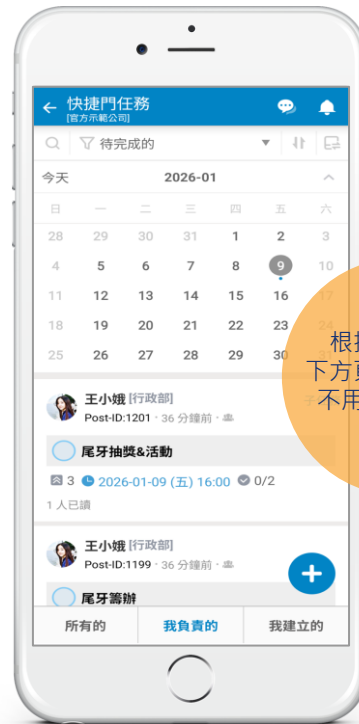 快捷門任務
[官方示範公司]
待完成的
今天 2026-01
日 一 二 三 四 五 六
28 29 30 31 1 2 3
4 5 6 7 8 9 10
11 12 13 14 15 16 17
18 19 20 21 22 23 24
25 26 27 28 29 30
根
下方
不用
王小娥 [行政部]
Post-ID:1201 · 36 分鐘前 ·
尾牙抽獎&活動
3 2026-01-09 (五) 16:00 0/2
1 人已讀
王小娥 [行政部]
Post-ID:1199 · 36 分鐘前 ·
尾牙籌辦
所有的 我負責的 我建立的